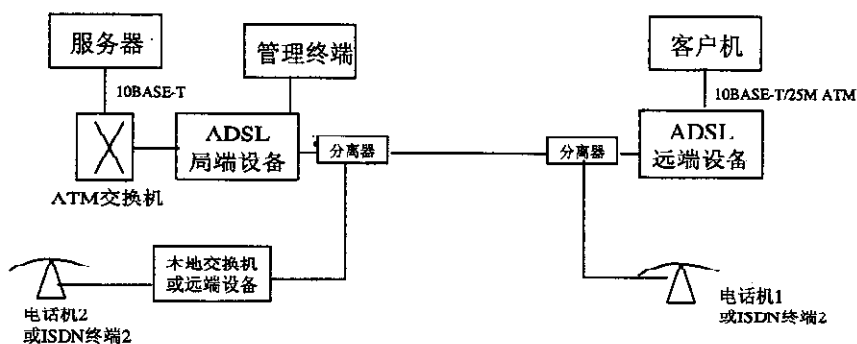 服务器
管理终端
客户机
10BASE-T
10BASE-T/25M ATM
ADSL
局端设备
分离器
分离器
ADSL
远端设备
ATM交换机
本地交换机
或远端设备
电话机2
或ISDN终端2
电话机1
或ISDN终端2